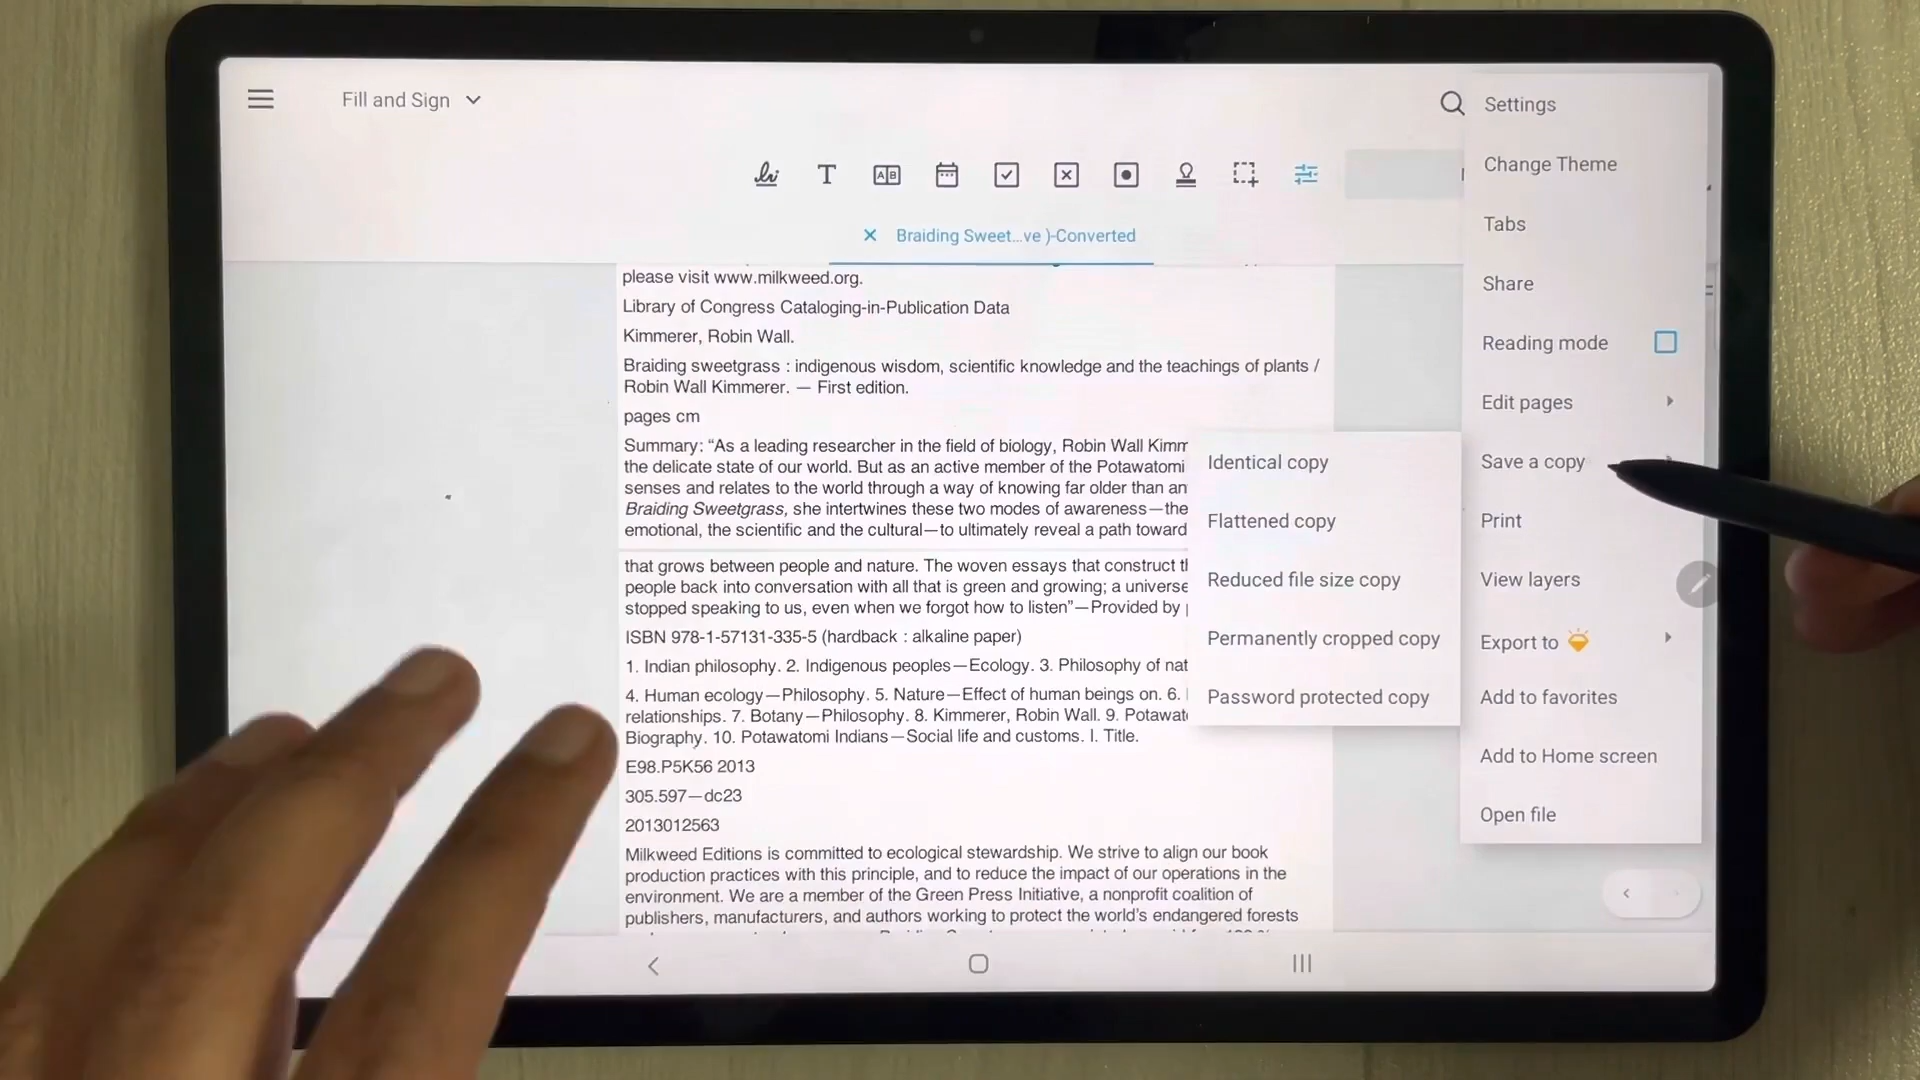 Fill and Sign
Braiding Sweet...ve )-Converted
please visit www.milkweed.org.
Library of Congress Cataloging-in-Publication Data
Kimmerer, Robin Wall.
Braiding sweetgrass : indigenous wisdom, scientific knowledge and the teachings of plants /
Robin Wall Kimmerer. — First edition.
pages cm
Summary: “As a leading researcher in the field of biology, Robin Wall Kimm
the delicate state of our world. But as an active member of the Potawatomi
senses and relates to the world through a way of knowing far older than an
Braiding Sweetgrass, she intertwines these two modes of awareness—the
emotional, the scientific and the cultural—to ultimately reveal a path toward
that grows between people and nature. The woven essays that construct
people back into conversation with all that is green and growing; a universe
stopped speaking to us, even when we forgot how to listen”—Provided by
ISBN 978-1-57131-335-5 (hardback : alkaline paper)
1. Indian philosophy. 2. Indigenous peoples—Ecology. 3. Philosophy of nat
4. Human ecology—Philosophy. 5. Nature—Effect of human beings on. 6.
relationships. 7. Botany—Philosophy. 8. Kimmerer, Robin Wall. 9. Potawat
Biography. 10. Potawatomi Indians—Social life and customs. I. Title.
E98.P5K56 2013
305.597—dc23
2013012563
Milkweed Editions is committed to ecological stewardship. We strive to align our book
production practices with this principle, and to reduce the impact of our operations in the
environment. We are a member of the Green Press Initiative, a nonprofit coalition of
publishers, manufacturers, and authors working to protect the world’s endangered forests
Identical copy
Flattened copy
Reduced file size copy
Permanently cropped copy
Password protected copy
Settings
Change Theme
Tabs
Share
Reading mode
Edit pages
Save a copy
Print
View layers
Export to
Add to favorites
Add to Home screen
Open file